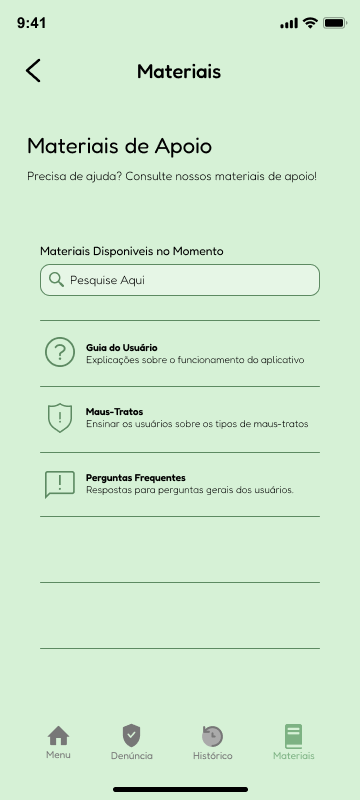 9:41
Materiais
Materiais de Apoio
Precisa de ajuda? Consulte nossos materiais de apoio!
Materiais Disponiveis no Momento
Pesquise Aqui
Guia do Usuário
Explicações sobre o funcionamento do aplicativo
Maus-Tratos
Ensinar os usuários sobre os tipos de maus-tratos
Perguntas Frequentes
Respostas para perguntas gerais dos usuários.
Menu
Denúncia
Histórico
Materiais